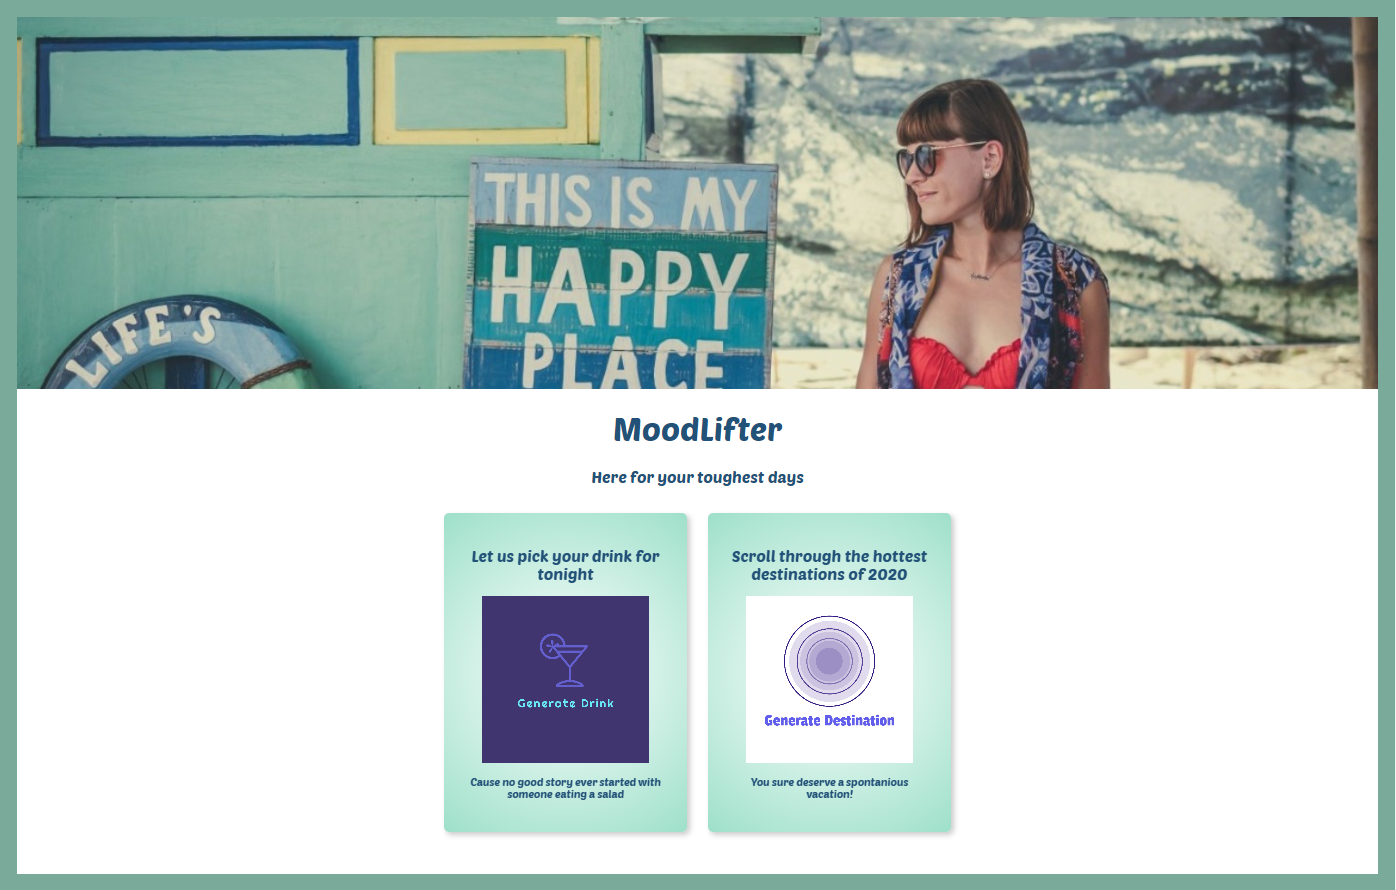 THIS IS MY
HAPPY
PLACE
LIFE'S
MoodLifter
Here for your toughest days
Let us pick your drink for
tonight
Generate Drink
Cause no good story ever started with
someone eating a salad
Scroll through the hottest
destinations of 2020
Generate Destination
You sure deserve a spontanious
vacation!